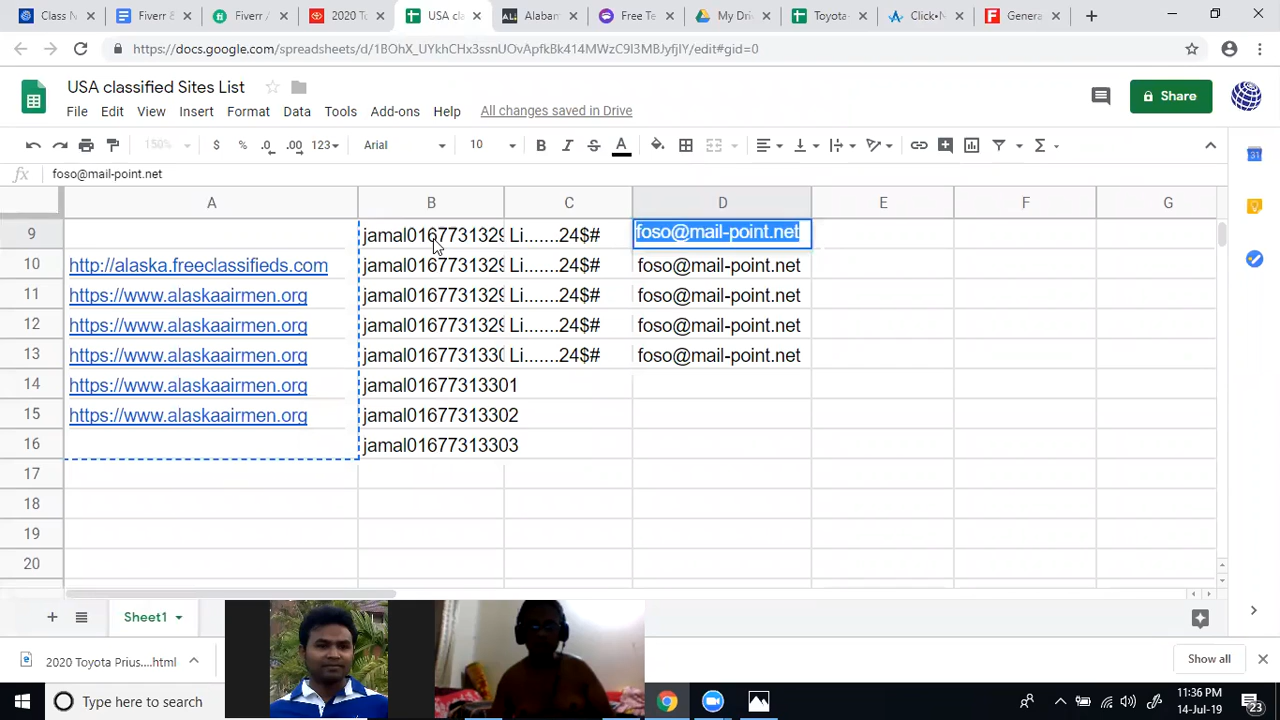 Class N
Fiverr 8
Fiverr /
2020 T
USA cla
Alabam
Free Te
My Driv
Toyota
Click-M
Genera
https://docs.google.com/spreadsheets/d/1BOhX_UYkhCHx3ssnUOvApfkBk414MWzC9I3MBJyfjIY/edit#gid=0
USA classified Sites List
File Edit View Insert Format Data Tools Add-ons Help All changes saved in Drive
Share
150% $ % .0 .00 123 Arial 10 B I S A
fx foso@mail-point.net
A B C D E F G
9 jamal0167731329 Li.......24$# foso@mail-point.net
10 http://alaska.freeclassifieds.com jamal0167731329 Li.......24$# foso@mail-point.net
11 https://www.alaskaairmen.org jamal0167731329 Li.......24$# foso@mail-point.net
12 https://www.alaskaairmen.org jamal0167731329 Li.......24$# foso@mail-point.net
13 https://www.alaskaairmen.org jamal0167731330 Li.......24$# foso@mail-point.net
14 https://www.alaskaairmen.org jamal01677313301
15 https://www.alaskaairmen.org jamal01677313302
16 jamal01677313303
17
18
19
20
Sheet1
2020 Toyota Prius....html
Show all
Type here to search
11:36 PM
14-Jul-19
23